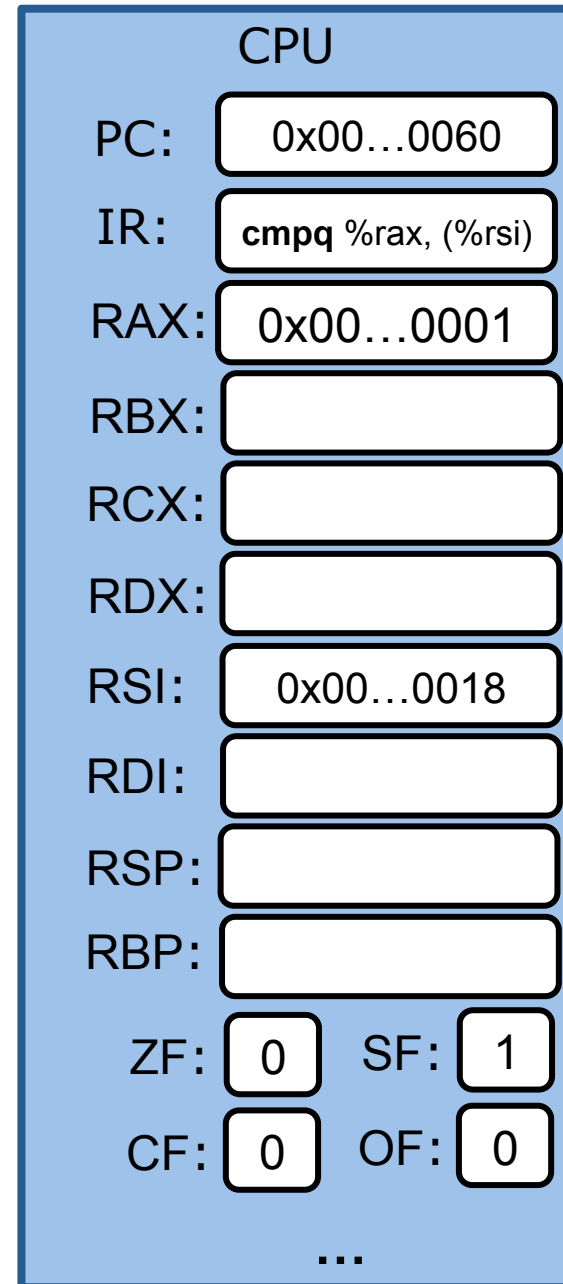 CPU
PC: 0x00…0060
IR: cmpq %rax, (%rsi)
RAX: 0x00…0001
RBX:
RCX:
RDX:
RSI: 0x00…0018
RDI:
RSP:
RBP:
ZF: 0 SF: 1
CF: 0 OF: 0
…